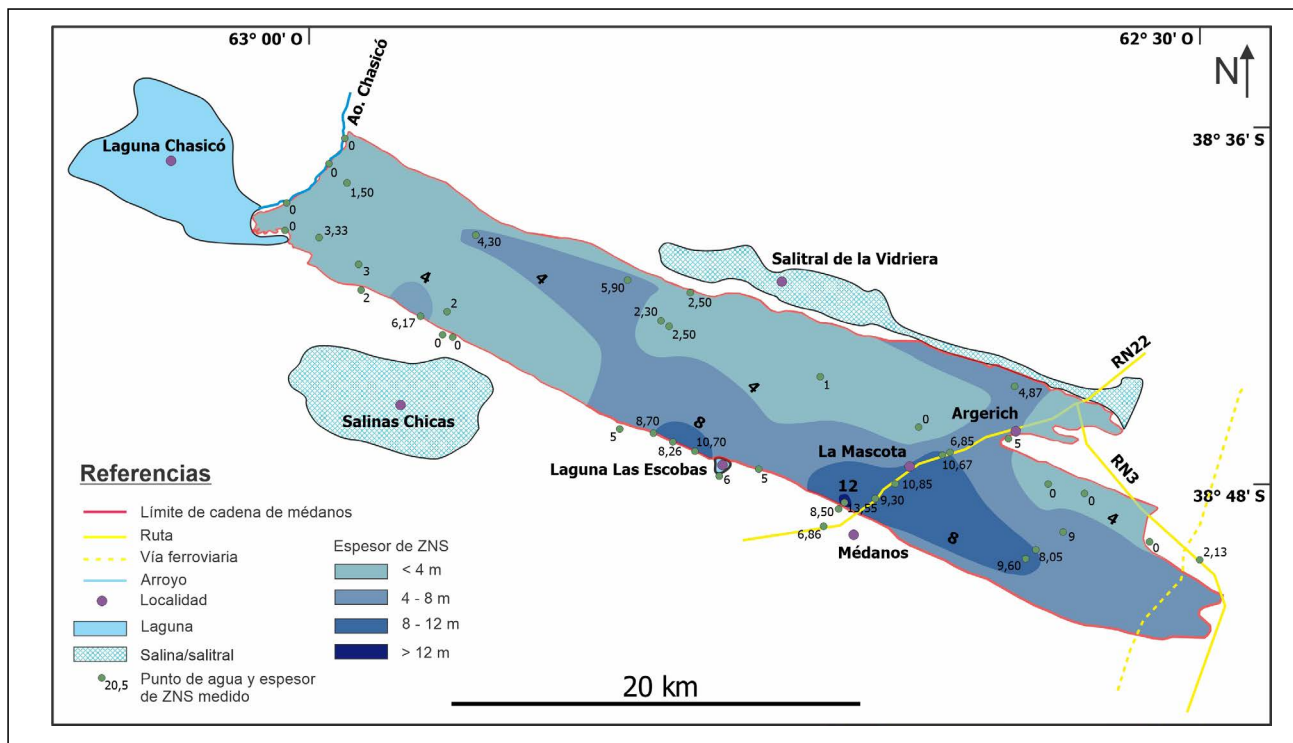 63° 00' O
62° 30' O
N
Ao. Chasicó
38° 36' S
Laguna Chasicó
0
0
1,50
0
0
3,33
4,30
Salitral de la Vidriera
3
4
4
5,90
2
2,50
2
6,17
2,30
2,50
0
0
RN22
1
4
4,87
Salinas Chicas
Argerich
8,70
8
0
5
8,26
10,70
6,85
5
La Mascota
10,67
Laguna Las Escobas
6
5
RN3
38° 48' S
12
10,85
0
0
9,30
13,55
8,50
4
6,86
8
9
0
Médanos
8,05
2,13
9,60
Referencias
Límite de cadena de médanos
Ruta
Vía ferroviaria
Arroyo
Localidad
Laguna
Salina/salitral
20,5
Punto de agua y espesor
de ZNS medido
Espesor de ZNS
< 4 m
4 - 8 m
8 - 12 m
> 12 m
20 km